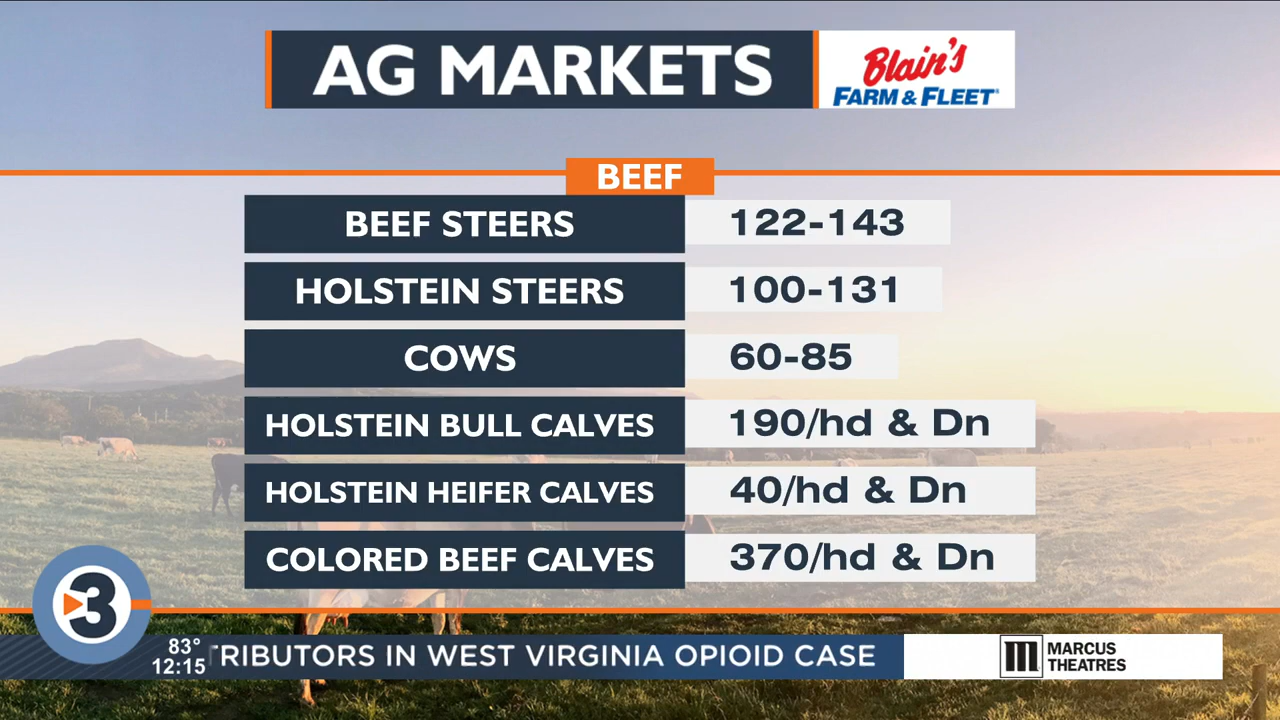 AG MARKETS
Blain's
FARM & FLEET
BEEF
BEEF STEERS 122-143
HOLSTEIN STEERS 100-131
COWS 60-85
HOLSTEIN BULL CALVES 190/hd & Dn
HOLSTEIN HEIFER CALVES 40/hd & Dn
COLORED BEEF CALVES 370/hd & Dn
3
83°
12:15
TRIBUTORS IN WEST VIRGINIA OPIOID CASE
MARCUS
THEATRES